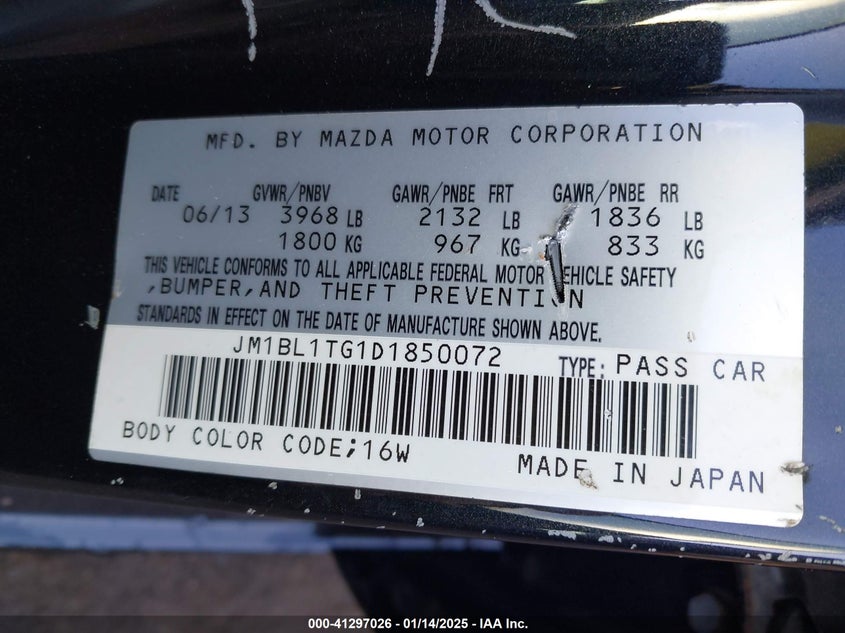 MFD. BY MAZDA MOTOR CORPORATION
DATE GVWR/PNBV GAWR/PNBE FRT GAWR/PNBE RR
06/13 3968 LB 2132 LB 1836 LB
1800 KG 967 KG 833 KG
THIS VEHICLE CONFORMS TO ALL APPLICABLE FEDERAL MOTOR VEHICLE SAFETY
,BUMPER,AND THEFT PREVENTION
STANDARDS IN EFFECT ON THE DATE OF MANUFACTURE SHOWN ABOVE.
JM1BL1TG1D1850072 TYPE: PASS CAR
BODY COLOR CODE;16W
MADE IN JAPAN
000-41297026 - 01/14/2025 - IAA Inc.